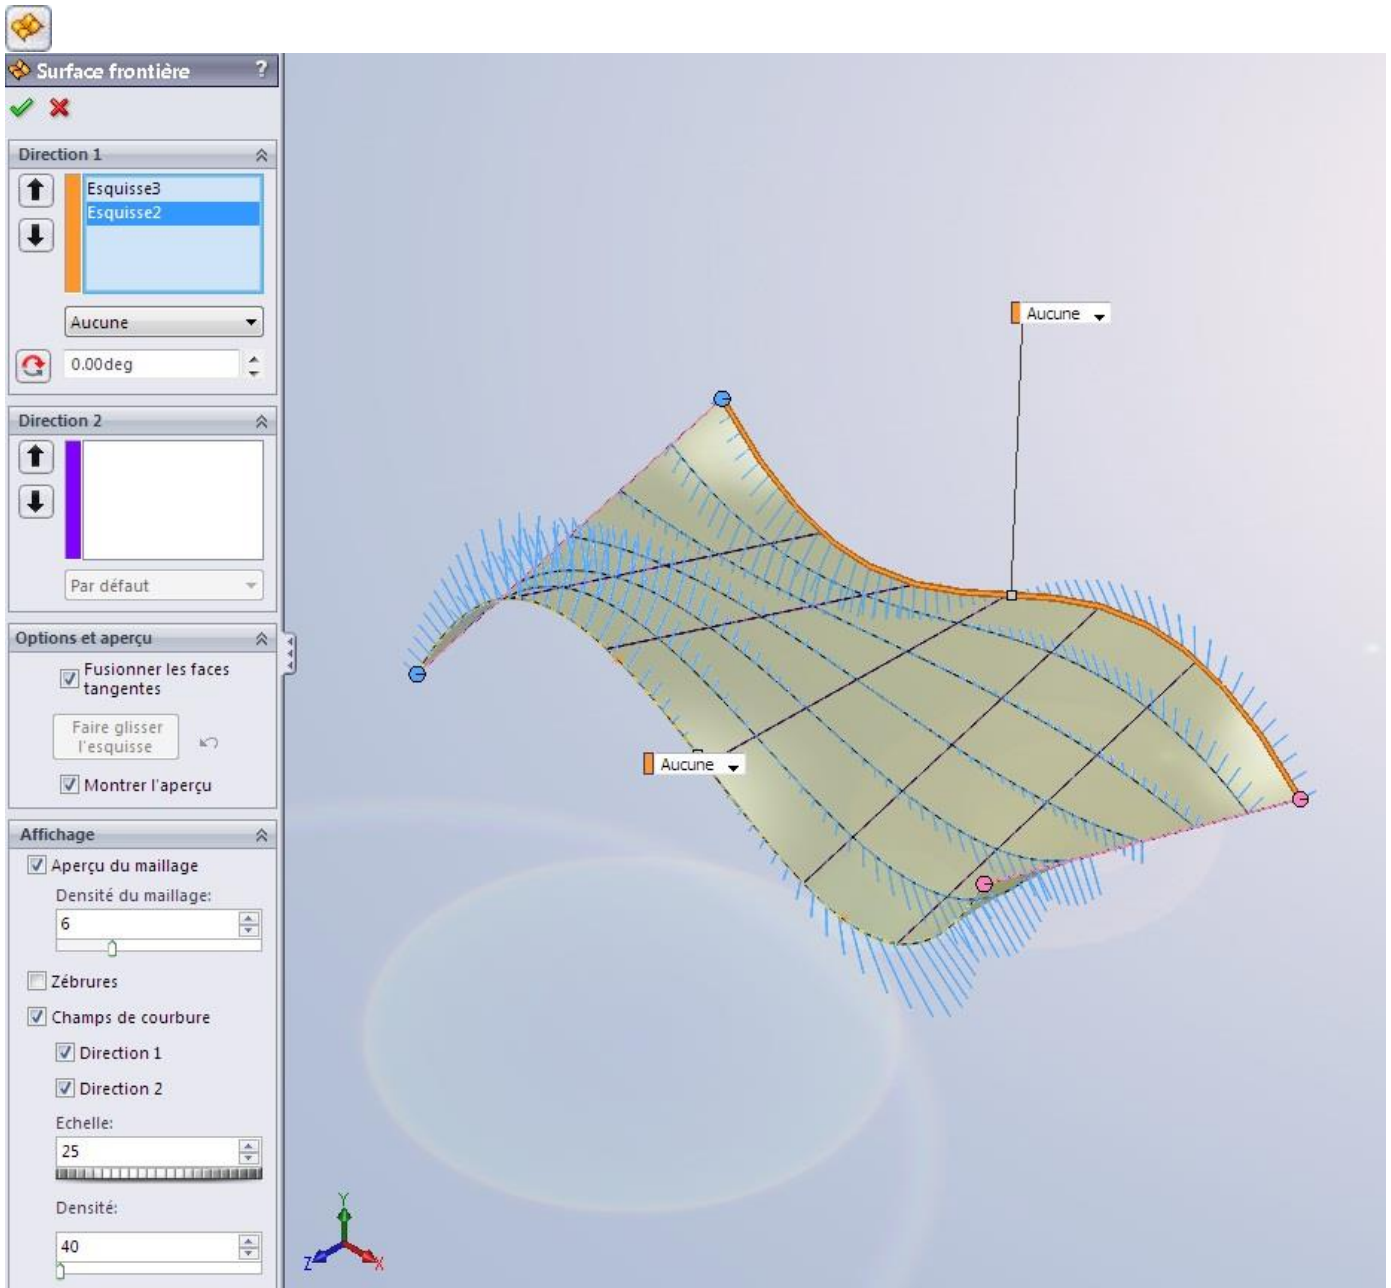 Surface frontière ?
Direction 1
Esquisse3
Esquisse2
Aucune
0.00deg
Direction 2
Par défaut
Options et aperçu
Fusionner les faces
tangentes
Faire glisser
l'esquisse
Montrer l'aperçu
Affichage
Aperçu du maillage
Densité du maillage:
6
Zébrures
Champs de courbure
Direction 1
Direction 2
Echelle:
25
Densité:
40
Aucune
Aucune
Y
Z
X